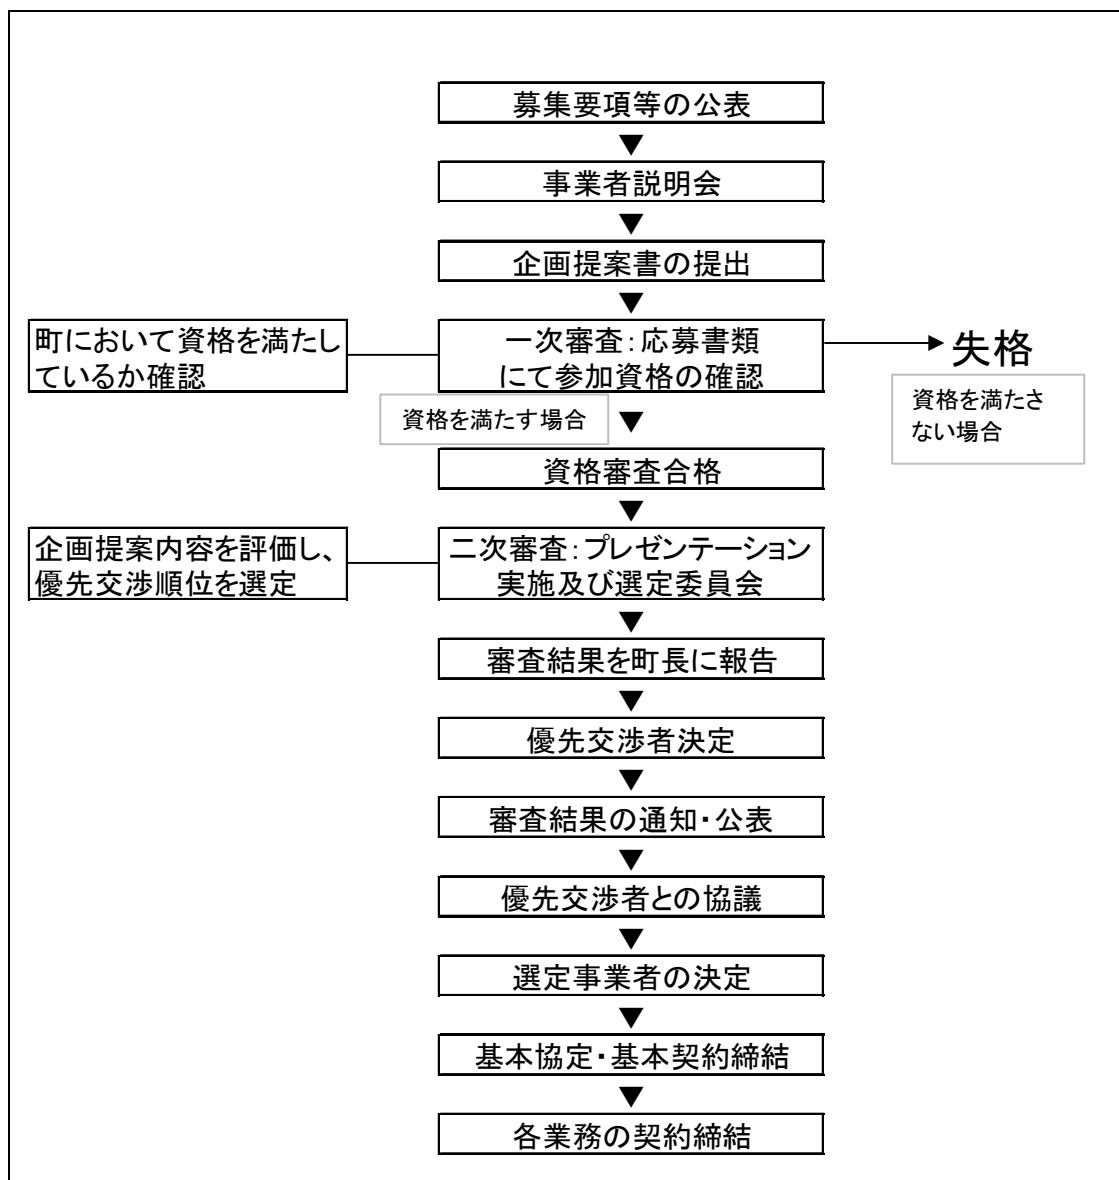 募集要項等の公表
▼
事業者説明会
▼
企画提案書の提出
▼
町において資格を満たし
ているか確認
一次審査：応募書類
にて参加資格の確認
失格
資格を満たさ
ない場合
資格を満たす場合
▼
資格審査合格
▼
企画提案内容を評価し、
優先交渉順位を選定
二次審査：プレゼンテーション
実施及び選定委員会
▼
審査結果を町長に報告
▼
優先交渉者決定
▼
審査結果の通知・公表
▼
優先交渉者との協議
▼
選定事業者の決定
▼
基本協定・基本契約締結
▼
各業務の契約締結